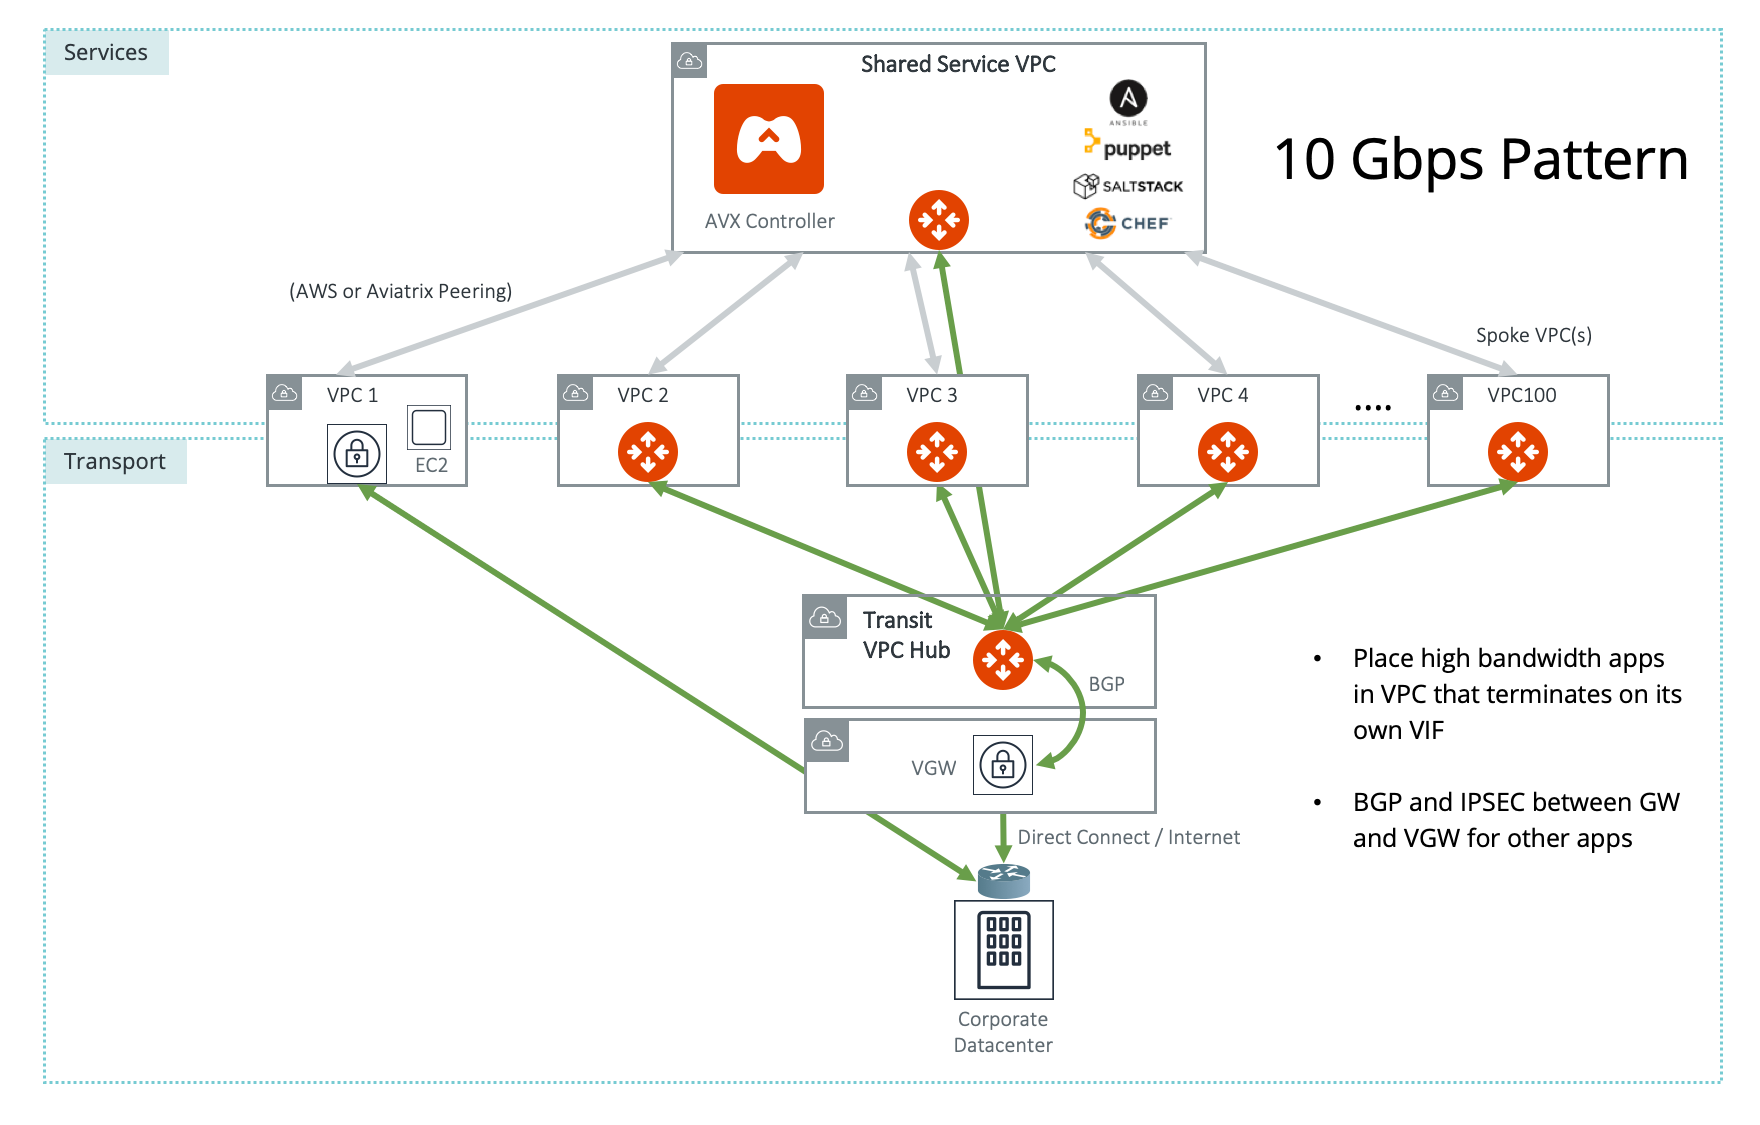 Services
Shared Service VPC
ANSIBLE
puppet
SALTSTACK
CHEF
AVX Controller
10 Gbps Pattern
(AWS or Aviatrix Peering)
Spoke VPC(s)
VPC 1
EC2
VPC 2
VPC 3
VPC 4
....
VPC100
Transport
Transit
VPC Hub
BGP
VGW
Direct Connect / Internet
Corporate
Datacenter
• Place high bandwidth apps
in VPC that terminates on its
own VIF
• BGP and IPSEC between GW
and VGW for other apps